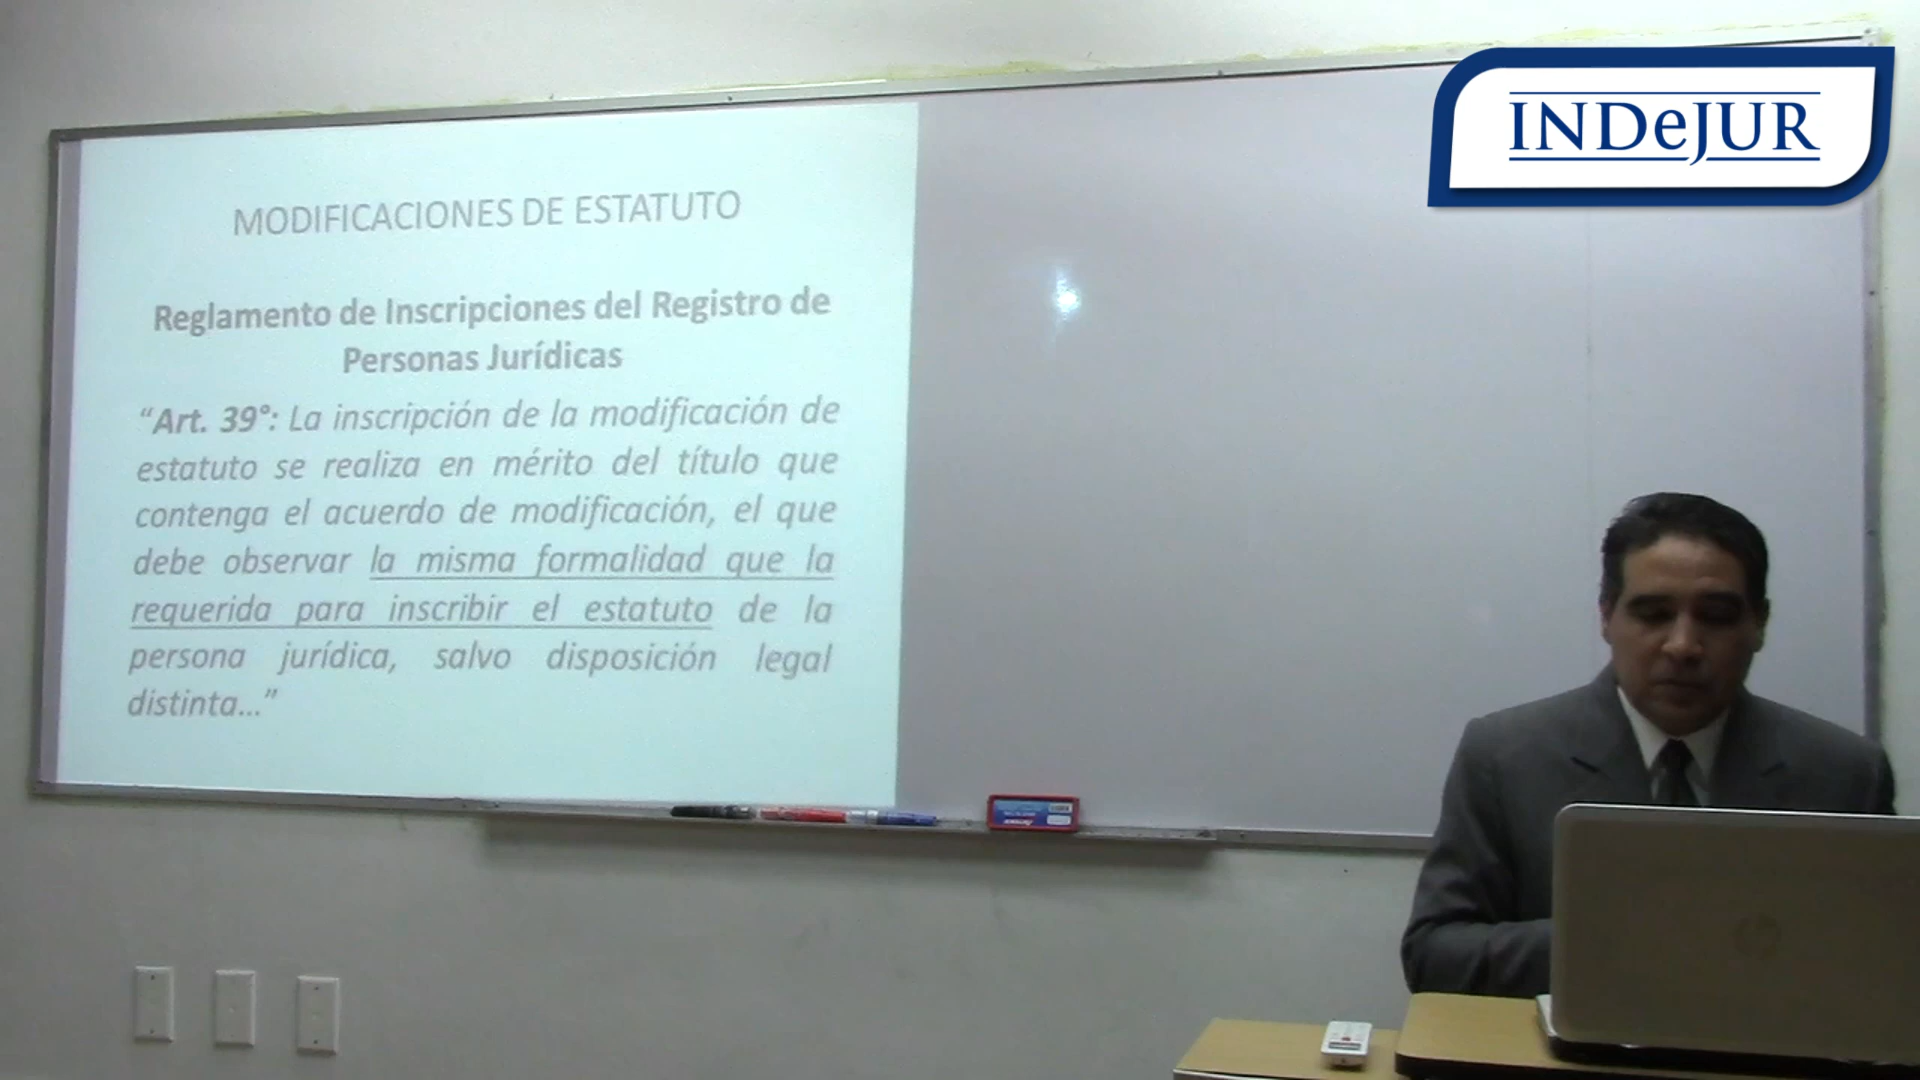 INDeJUR
MODIFICACIONES DE ESTATUTO
Reglamento de Inscripciones del Registro de
Personas Jurídicas
“Art. 39°: La inscripción de la modificación de
estatuto se realiza en mérito del título que
contenga el acuerdo de modificación, el que
debe observar la misma formalidad que la
requerida para inscribir el estatuto de la
persona jurídica, salvo disposición legal
distinta...”